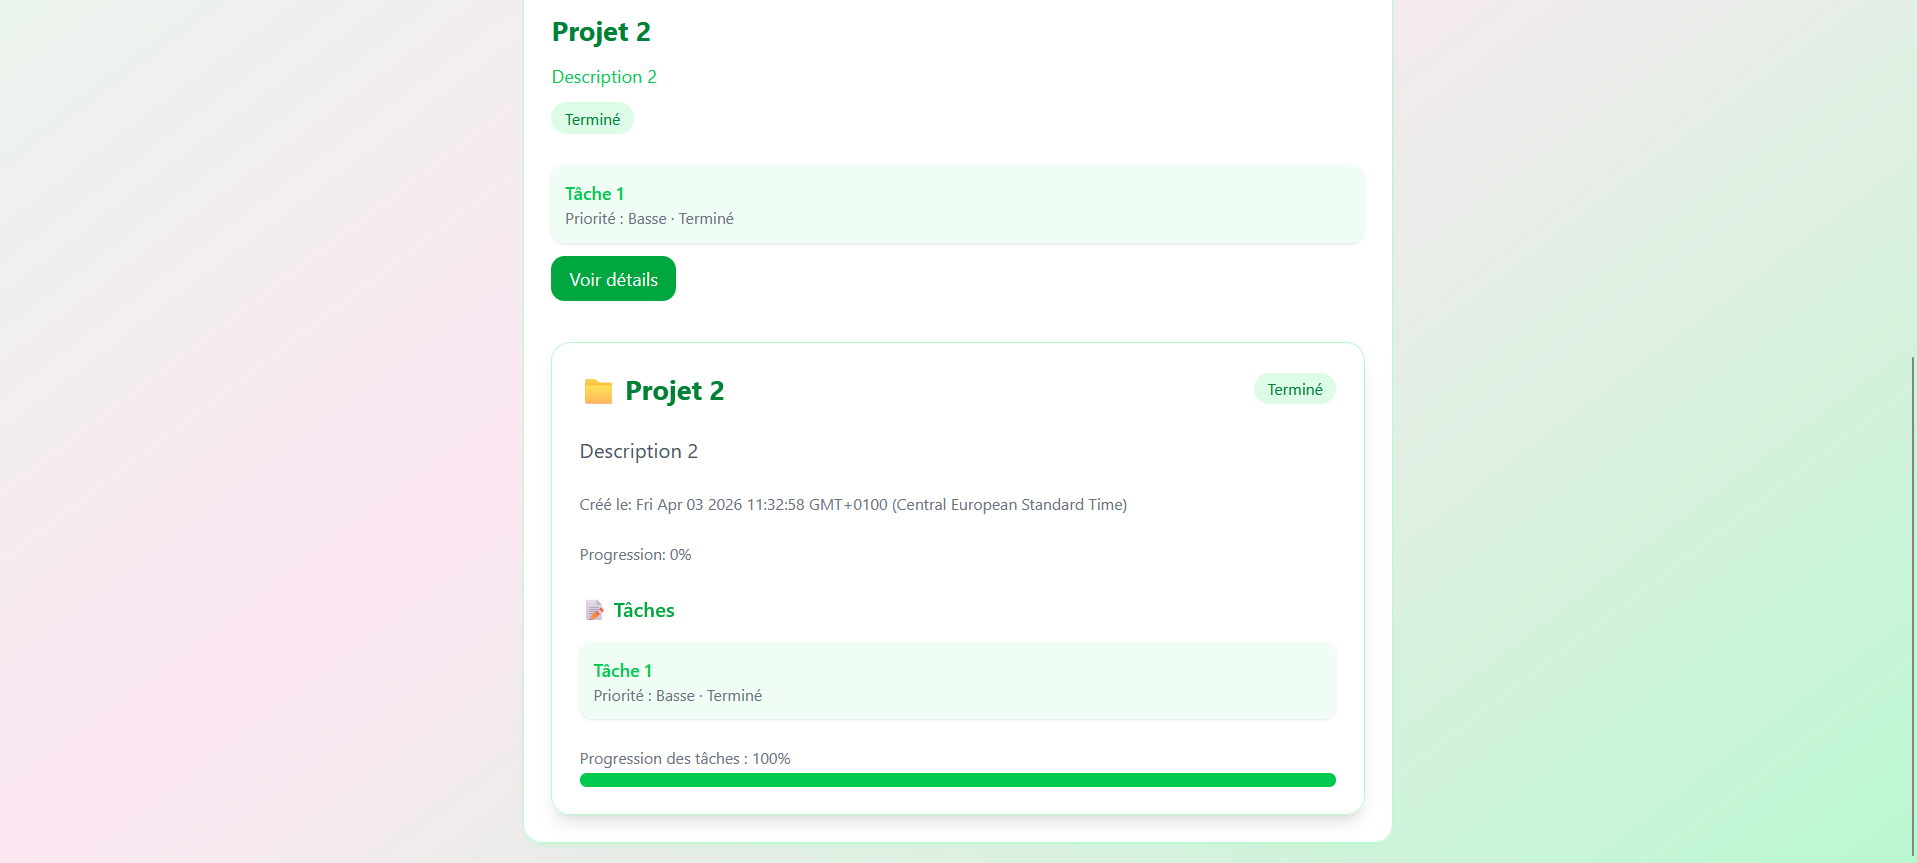 Projet 2
Description 2
Terminé
Tâche 1
Priorité : Basse · Terminé
Voir détails
Projet 2
Terminé
Description 2
Créé le: Fri Apr 03 2026 11:32:58 GMT+0100 (Central European Standard Time)
Progression: 0%
Tâches
Tâche 1
Priorité : Basse · Terminé
Progression des tâches : 100%